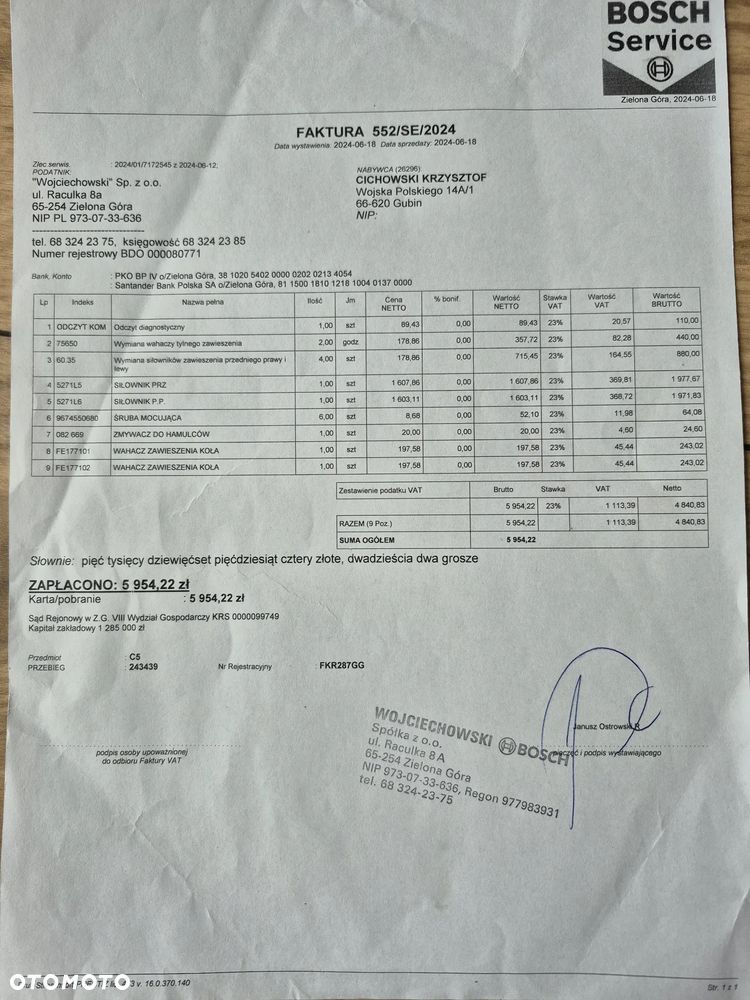 BOSCH
Service
Zielona Góra, 2024-06-18
FAKTURA 552/SE/2024
Data wystawienia: 2024-06-18 Data sprzedaży: 2024-06-18
Zlec serwis. : 2024/01/7172545 z 2024-06-12;
PODATNIK:
"Wojciechowski" Sp. z o.o.
ul. Raculka 8a
65-254 Zielona Góra
NIP PL 973-07-33-636
tel. 68 324 23 75, księgowość 68 324 23 85
Numer rejestrowy BDO 000080771
NABYWCA (26296):
CICHOWSKI KRZYSZTOF
Wojska Polskiego 14A/1
66-620 Gubin
NIP:
Bank, Konto : PKO BP IV o/Zielona Góra, 38 1020 5402 0000 0202 0213 4054
: Santander Bank Polska SA o/Zielona Góra, 81 1500 1810 1218 1004 0137 0000
Lp Indeks Nazwa pełna Ilość Jm Cena NETTO % bonif. Wartość NETTO Stawka VAT Wartość VAT Wartość BRUTTO
1 ODCZYT KOM Odczyt diagnostyczny 1,00 szt 89,43 0,00 89,43 23% 20,57 110,00
2 75650 Wymiana wahaczy tylnego zawieszenia 2,00 godz 178,86 0,00 357,72 23% 82,28 440,00
3 60.35 Wymiana siłowników zawieszenia przedniego prawy i lewy 4,00 szt 178,86 0,00 715,45 23% 164,55 880,00
4 5271L5 SIŁOWNIK PRZ 1,00 szt 1 607,86 0,00 1 607,86 23% 369,81 1 977,67
5 5271L6 SIŁOWNIK P.P. 1,00 szt 1 603,11 0,00 1 603,11 23% 368,72 1 971,83
6 9674550680 ŚRUBA MOCUJĄCA 6,00 szt 8,68 0,00 52,10 23% 11,98 64,08
7 082 669 ZMYWACZ DO HAMULCÓW 1,00 szt 20,00 0,00 20,00 23% 4,60 24,60
8 FE177101 WAHACZ ZAWIESZENIA KOŁA 1,00 szt 197,58 0,00 197,58 23% 45,44 243,02
9 FE177102 WAHACZ ZAWIESZENIA KOŁA 1,00 szt 197,58 0,00 197,58 23% 45,44 243,02
Zestawienie podatku VAT Brutto Stawka VAT Netto
5 954,22 23% 1 113,39 4 840,83
RAZEM (9 Poz.) 5 954,22 1 113,39 4 840,83
SUMA OGÓŁEM 5 954,22
Słownie: pięć tysięcy dziewięćset pięćdziesiąt cztery złote, dwadzieścia dwa grosze
ZAPŁACONO: 5 954,22 zł
Karta/pobranie : 5 954,22 zł
Sąd Rejonowy w Z.G. VIII Wydział Gospodarczy KRS 0000099749
Kapitał zakładowy 1 285 000 zł
Przedmiot : C5
PRZEBIEG : 243439 Nr Rejestracyjny : FKR287GG
Janusz Ostrowski
podpis osoby upoważnionej
do odbioru Faktury VAT
pieczęć i podpis wystawiającego
WOJCIECHOWSKI BOSCH
Spółka z o.o.
ul. Raculka 8A
65-254 Zielona Góra
NIP 973-07-33-636, Regon 977983931
tel. 68 324-23-75
OTOMOTO
v. 16.0.370.140
Str. 1 z 1